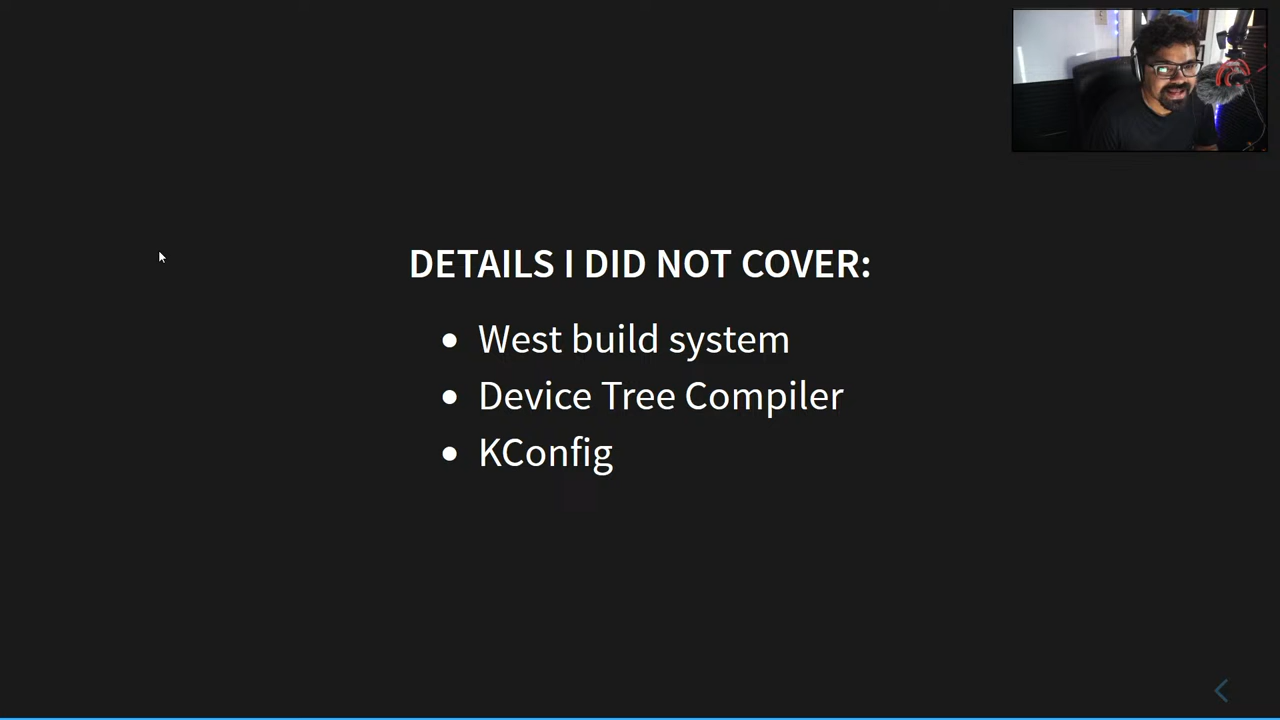 DETAILS I DID NOT COVER:
West build system
Device Tree Compiler
KConfig